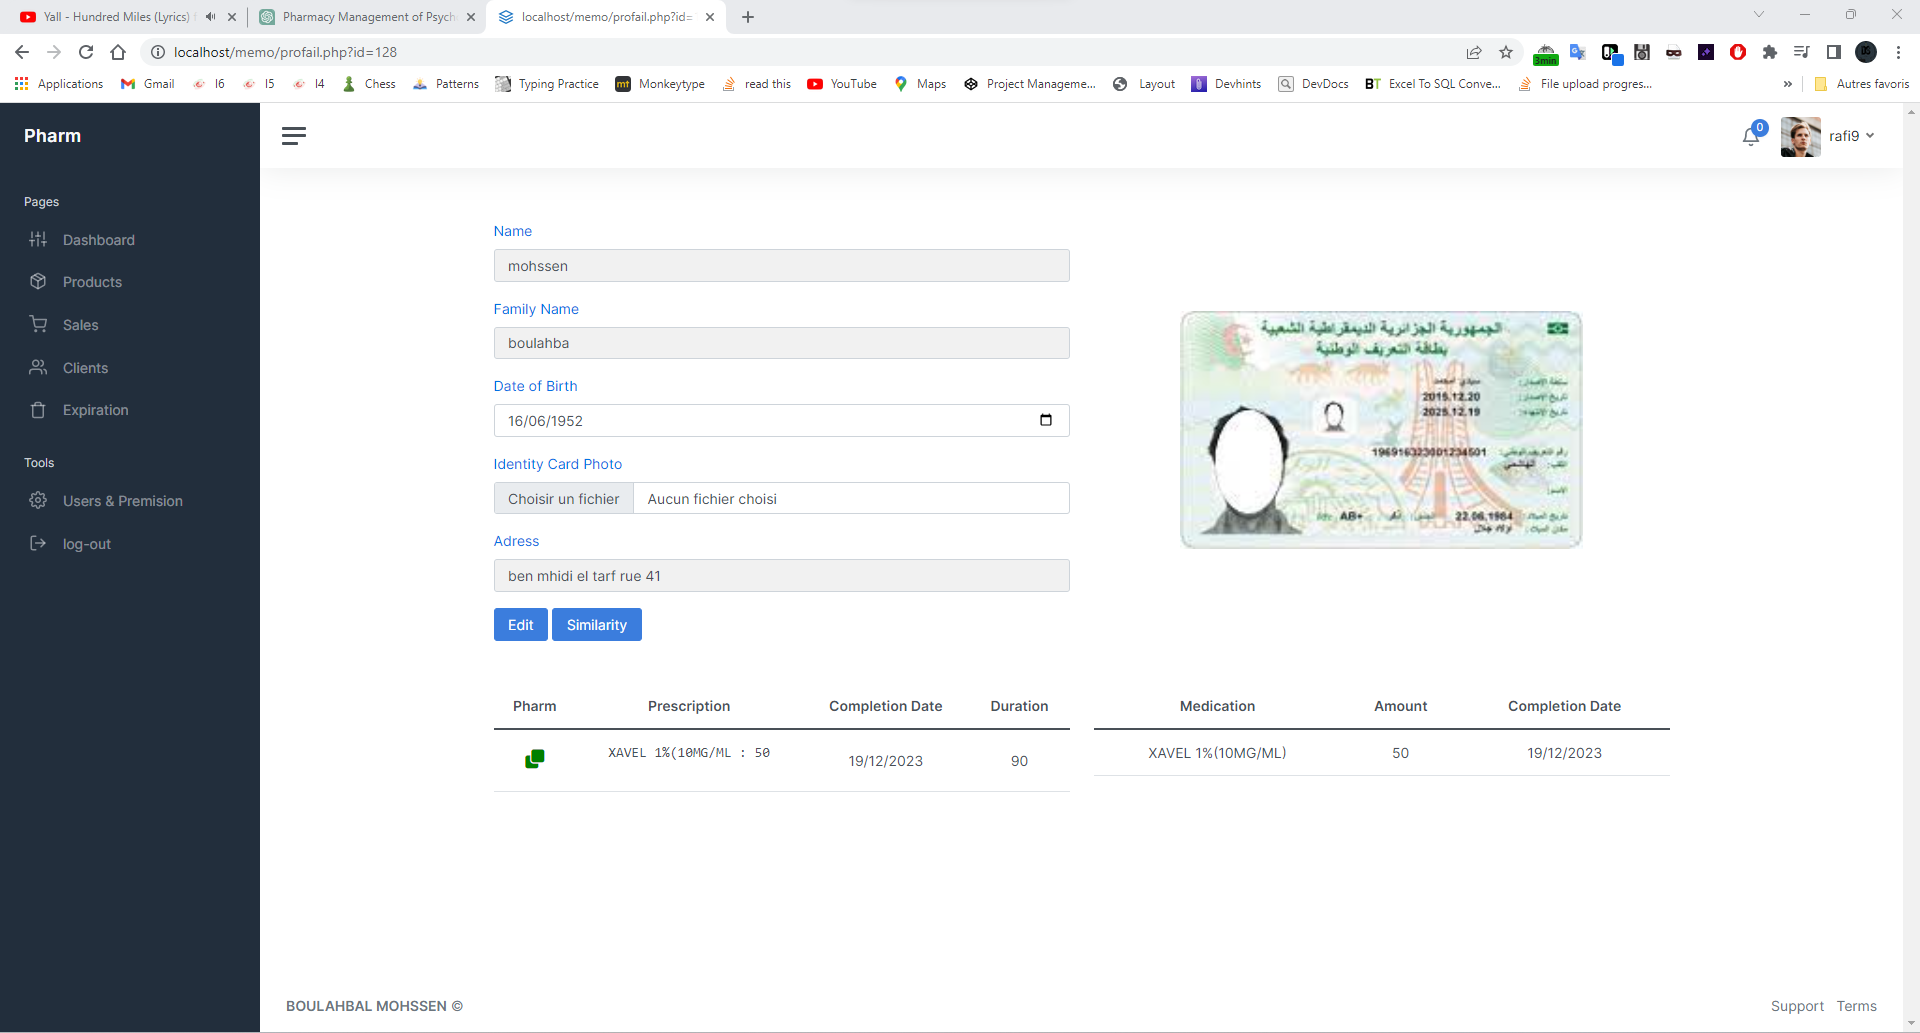 Yall - Hundred Miles (Lyrics)
Pharmacy Management of Psych
localhost/memo/profail.php?id=
localhost/memo/profail.php?id=128
3min
Applications
Gmail
I6
I5
I4
Chess
Patterns
Typing Practice
mt
Monkeytype
read this
YouTube
Maps
Project Manageme...
Layout
Devhints
DevDocs
BT
Excel To SQL Conve...
File upload progres...
»
Autres favoris
Pharm
0
rafi9
Pages
Dashboard
Products
Sales
Clients
Expiration
Tools
Users & Premision
log-out
Name
mohssen
Family Name
boulahba
Date of Birth
16/06/1952
Identity Card Photo
Choisir un fichier
Aucun fichier choisi
Adress
ben mhidi el tarf rue 41
Edit
Similarity
الجمهورية الجزائرية الديمقراطية الشعبية
بطاقة التعريف الوطنية
2015.12.20
2025.12.19
AB+
22.06.1984
Pharm Prescription Completion Date Duration
XAVEL 1%(10MG/ML : 50 19/12/2023 90
Medication Amount Completion Date
XAVEL 1%(10MG/ML) 50 19/12/2023
BOULAHBAL MOHSSEN ©
Support Terms